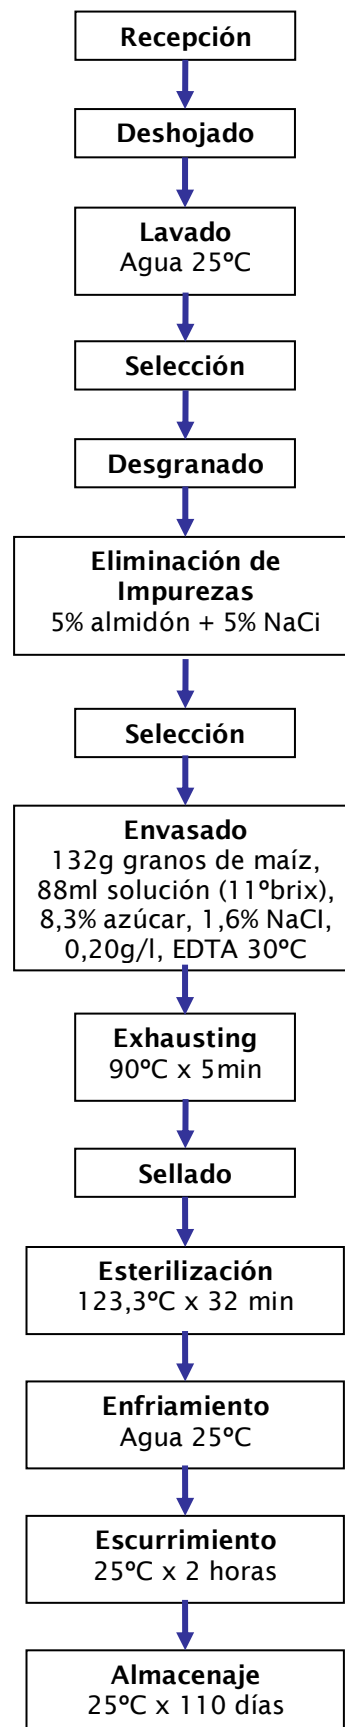 Recepción
Deshojado
Lavado
Agua 25ºC
Selección
Desgranado
Eliminación de
Impurezas
5% almidón + 5% NaCi
Selección
Envasado
132g granos de maíz,
88ml solución (11ºbrix),
8,3% azúcar, 1,6% NaCI,
0,20g/l, EDTA 30ºC
Exhausting
90ºC x 5min
Sellado
Esterilización
123,3ºC x 32 min
Enfriamiento
Agua 25ºC
Escurrimiento
25ºC x 2 horas
Almacenaje
25ºC x 110 días